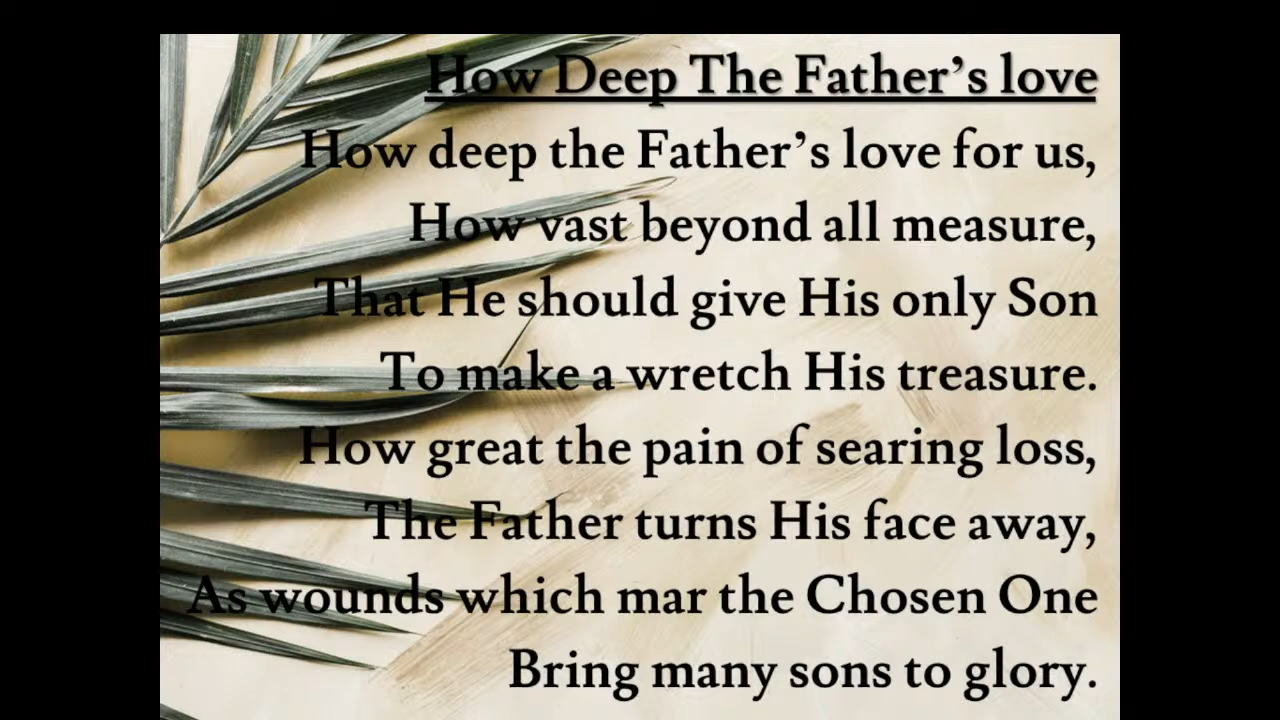 How Deep The Father’s love
How deep the Father’s love for us,
How vast beyond all measure,
That He should give His only Son
To make a wretch His treasure.
How great the pain of searing loss,
The Father turns His face away,
As wounds which mar the Chosen One
Bring many sons to glory.